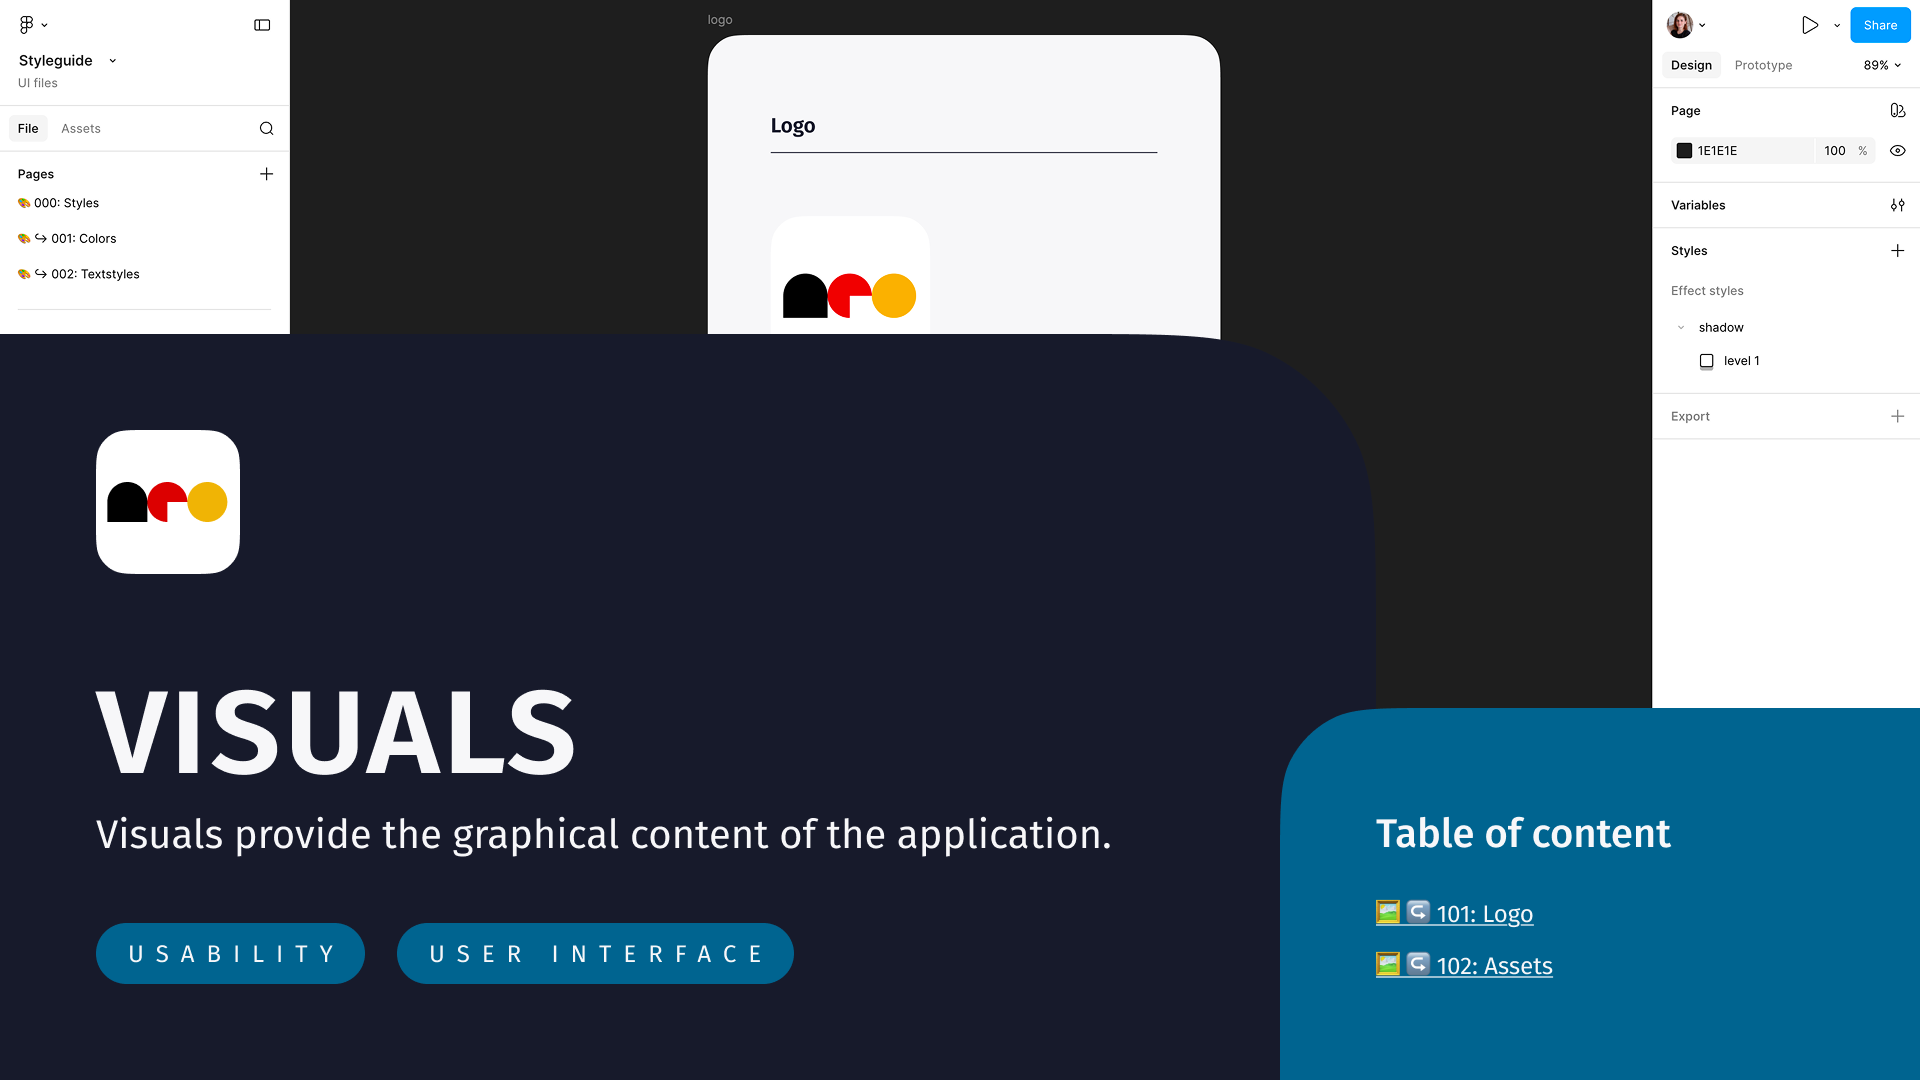 Styleguide
UI files
File
Assets
Pages
🎨 000: Styles
🎨 ↪ 001: Colors
🎨 ↪ 002: Textstyles
logo
Logo
Share
Design
Prototype
89%
Page
1E1E1E
100
%
Variables
Styles
Effect styles
shadow
level 1
Export
VISUALS
Visuals provide the graphical content of the application.
USABILITY
USER INTERFACE
Table of content
🖼️ ↪️ 101: Logo
🖼️ ↪️ 102: Assets